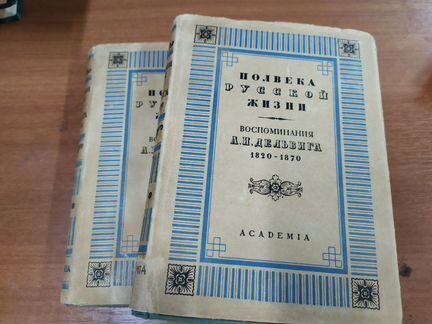 ПОЛВЕКА
РУССКОЙ
ЖИЗНИ
ВОСПОМИНАНИЯ
А.И.ДЕЛЬВИГА
1820-1870
ACADEMIA